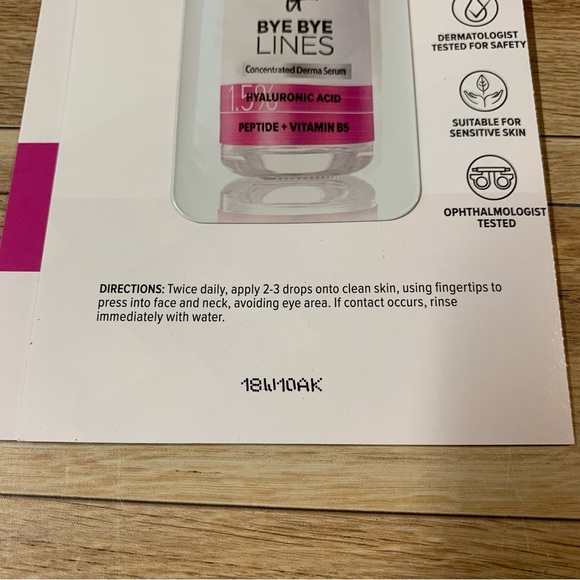 BYE BYE
LINES
Concentrated Derma Serum
1.5%
HYALURONIC ACID
PEPTIDE + VITAMIN B5
DERMATOLOGIST
TESTED FOR SAFETY
SUITABLE FOR
SENSITIVE SKIN
OPHTHALMOLOGIST
TESTED
DIRECTIONS: Twice daily, apply 2-3 drops onto clean skin, using fingertips to
press into face and neck, avoiding eye area. If contact occurs, rinse
immediately with water.
18W10AK